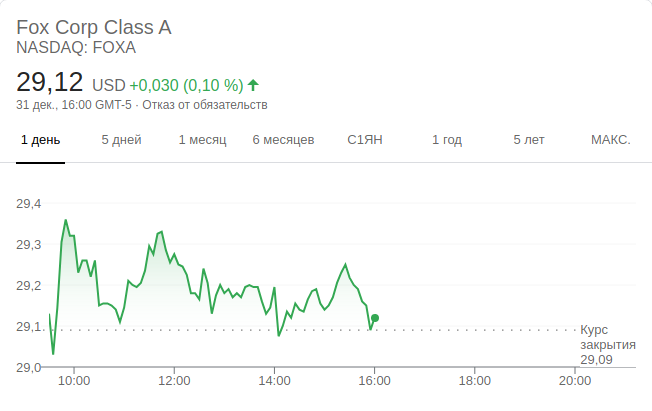 Fox Corp Class A
NASDAQ: FOXA
29,12 USD +0,030 (0,10 %)
31 дек., 16:00 GMT-5 · Отказ от обязательств
1 день 5 дней 1 месяц 6 месяцев С1ЯН 1 год 5 лет МАКС.
29,4
29,3
29,2
29,1
29,0
Курс
закрытия
29,09
10:00 12:00 14:00 16:00 18:00 20:00